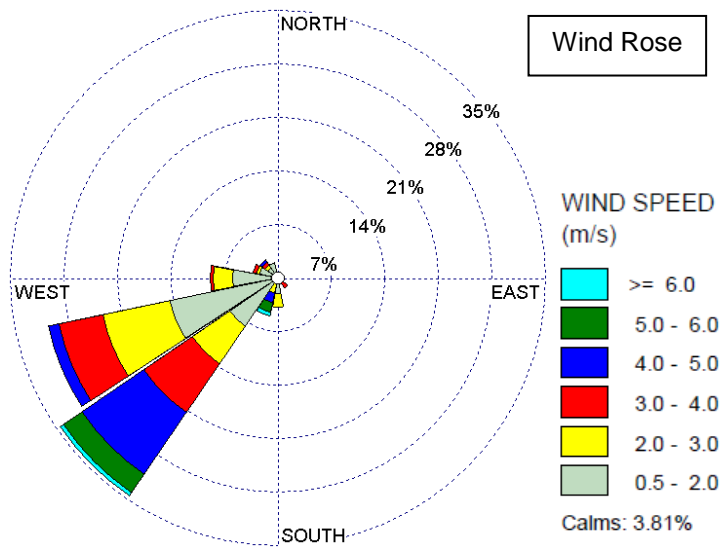 NORTH
Wind Rose
35%
28%
21%
14%
7%
WEST
EAST
SOUTH
WIND SPEED
(m/s)
>= 6.0
5.0 - 6.0
4.0 - 5.0
3.0 - 4.0
2.0 - 3.0
0.5 - 2.0
Calms: 3.81%